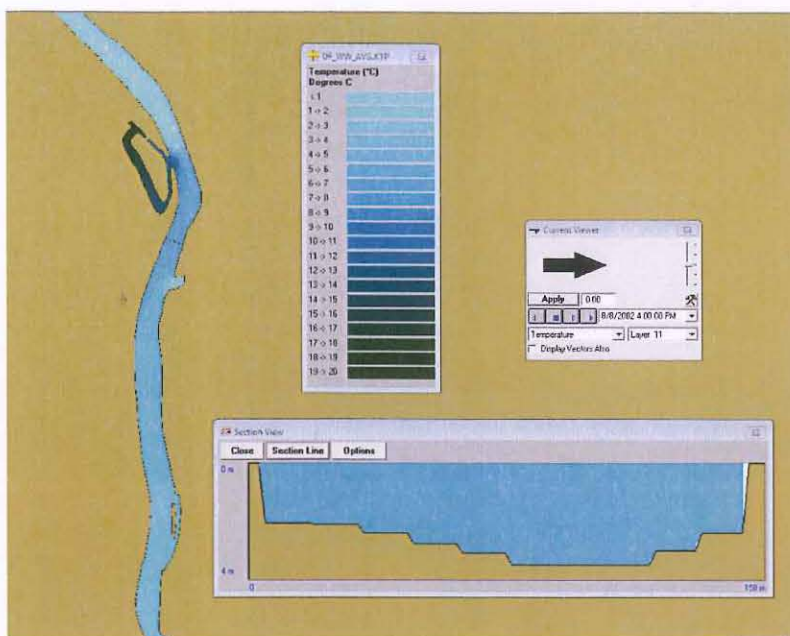 Temperature (°C)
Degrees C
< 1
1 -> 2
2 -> 3
3 -> 4
4 -> 5
5 -> 6
6 -> 7
7 -> 8
8 -> 9
9 -> 10
10 -> 11
11 -> 12
12 -> 13
13 -> 14
14 -> 15
15 -> 16
16 -> 17
17 -> 18
18 -> 19
19 -> 20
Current Viewer
Apply 0.00
8/8/2002 4:00:00 PM
Temperature Layer 11
Display Vectors Also
Section View
Close Section Line Options
0 m
4 m
0 150 m